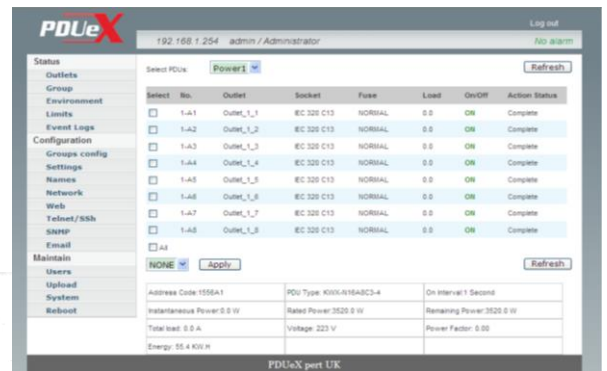 PDUeX
Log out
192.168.1.254 admin / Administrator No alarm
Status
Outlets
Group
Environment
Limits
Event Logs
Configuration
Groups config
Settings
Names
Network
Web
Telnet/SSh
SNMP
Email
Maintain
Users
Upload
System
Reboot
Select PDUs: Power1 Refresh
Select No. Outlet Socket Fuse Load On/Off Action Status
1-A1 Outlet_1_1 IEC 320 C13 NORMAL 0.0 ON Complete
1-A2 Outlet_1_2 IEC 320 C13 NORMAL 0.0 ON Complete
1-A3 Outlet_1_3 IEC 320 C13 NORMAL 0.0 ON Complete
1-A4 Outlet_1_4 IEC 320 C13 NORMAL 0.0 ON Complete
1-A5 Outlet_1_5 IEC 320 C13 NORMAL 0.0 ON Complete
1-A6 Outlet_1_6 IEC 320 C13 NORMAL 0.0 ON Complete
1-A7 Outlet_1_7 IEC 320 C13 NORMAL 0.0 ON Complete
1-A8 Outlet_1_8 IEC 320 C13 NORMAL 0.0 ON Complete
All
NONE Apply Refresh
Address Code:1556A1 PDU Type: KWX-N16A8C3-4 On interval:1 Second
Instantaneous Power:0.0 W Rated Power:3520.0 W Remaining Power:3520.0 W
Total load: 0.0 A Voltage: 223 V Power Factor: 0.00
Energy: 55.4 KW.H
PDUeX pert UK